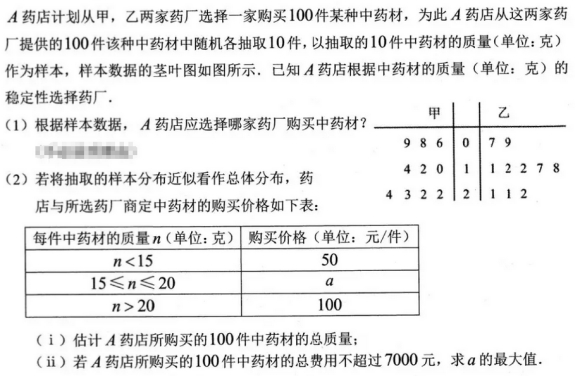 A药店计划从甲，乙两家药厂选择一家购买100件某种中药材，为此A药店从这两家药
厂提供的100件该种中药材中随机各抽取10件，以抽取的10件中药材的质量(单位：克)
作为样本，样本数据的茎叶图如图所示．已知A药店根据中药材的质量（单位：克）的
稳定性选择药厂．
（1）根据样本数据，A药店应选择哪家药厂购买中药材？
甲 乙
9 8 6 0 7 9
4 2 0 1 1 2 2 7 8
4 3 2 2 2 1 1 2
（2）若将抽取的样本分布近似看作总体分布，药
店与所选药厂商定中药材的购买价格如下表：
每件中药材的质量n（单位：克） 购买价格（单位：元/件）
n<15 50
15≤n≤20 a
n>20 100
（ⅰ）估计A药店所购买的100件中药材的总质量；
（ⅱ）若A药店所购买的100件中药材的总费用不超过7000元，求a的最大值．